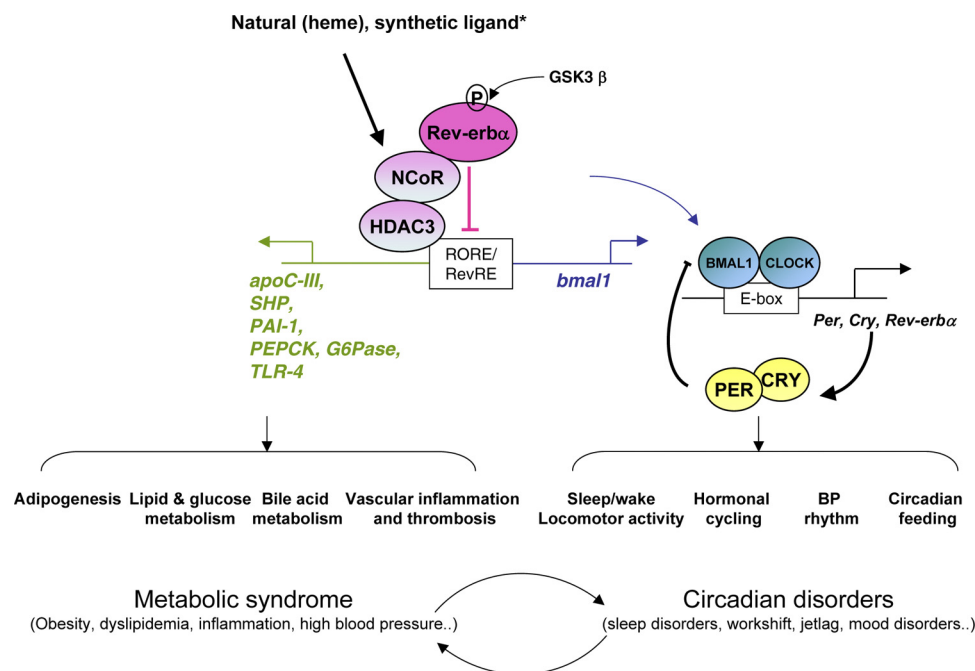 Natural (heme), synthetic ligand*
GSK3 β
P
Rev-erbα
NCoR
HDAC3
RORE/
RevRE
apoC-III,
SHP,
PAI-1,
PEPCK, G6Pase,
TLR-4
bmal1
BMAL1
CLOCK
E-box
Per, Cry, Rev-erbα
PER
CRY
Adipogenesis
Lipid & glucose
metabolism
Bile acid
metabolism
Vascular inflammation
and thrombosis
Sleep/wake
Locomotor activity
Hormonal
cycling
BP
rhythm
Circadian
feeding
Metabolic syndrome
(Obesity, dyslipidemia, inflammation, high blood pressure..)
Circadian disorders
(sleep disorders, workshift, jetlag, mood disorders..)